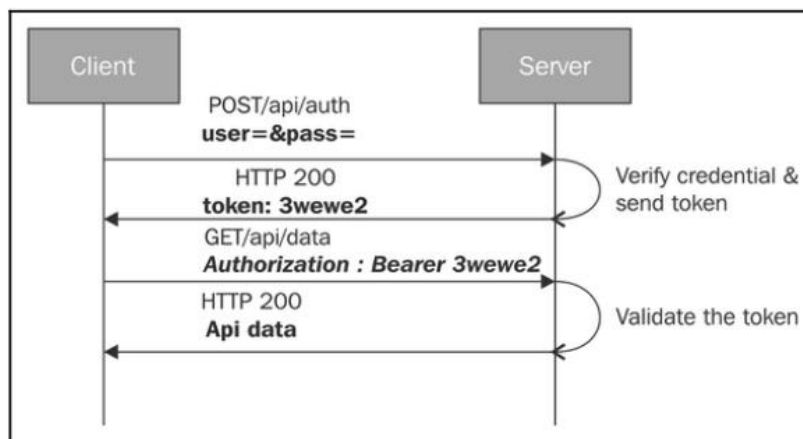 Client
Server
POST/api/auth
user=&pass=
HTTP 200
token: 3wewe2
Verify credential &
send token
GET/api/data
Authorization : Bearer 3wewe2
HTTP 200
Api data
Validate the token